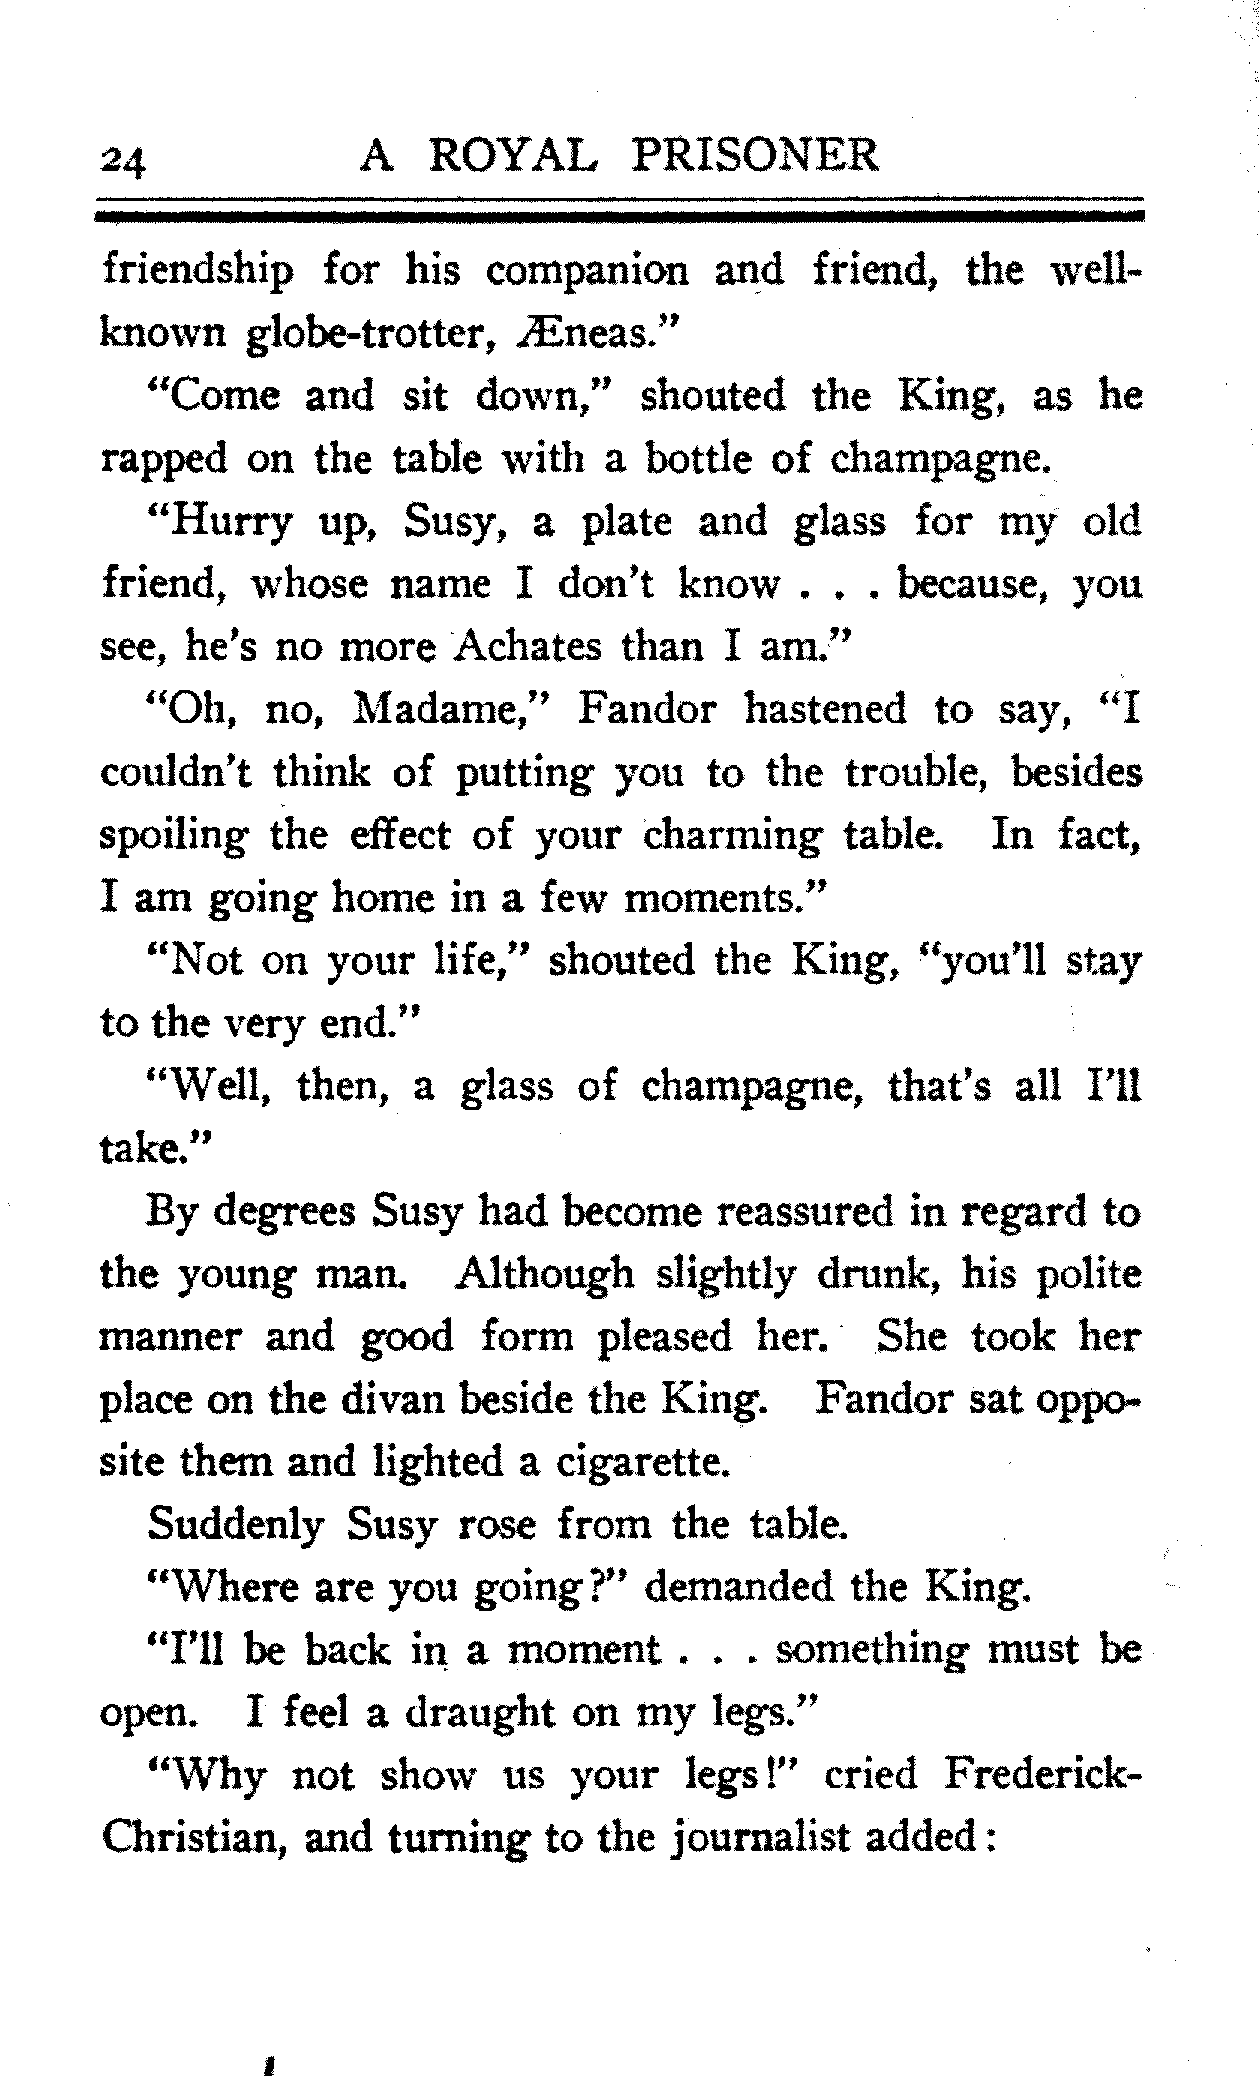 24 A ROYAL PRISONER
friendship for his companion and friend, the well-
known globe-trotter, Æneas.”
“Come and sit down,” shouted the King, as he
rapped on the table with a bottle of champagne.
“Hurry up, Susy, a plate and glass for my old
friend, whose name I don’t know . . . because, you
see, he’s no more Achates than I am.”
“Oh, no, Madame,” Fandor hastened to say, “I
couldn’t think of putting you to the trouble, besides
spoiling the effect of your charming table. In fact,
I am going home in a few moments.”
“Not on your life,” shouted the King, “you’ll stay
to the very end.”
“Well, then, a glass of champagne, that’s all I’ll
take.”
By degrees Susy had become reassured in regard to
the young man. Although slightly drunk, his polite
manner and good form pleased her. She took her
place on the divan beside the King. Fandor sat oppo-
site them and lighted a cigarette.
Suddenly Susy rose from the table.
“Where are you going?” demanded the King.
“I’ll be back in a moment . . . something must be
open. I feel a draught on my legs.”
“Why not show us your legs!” cried Frederick-
Christian, and turning to the journalist added: